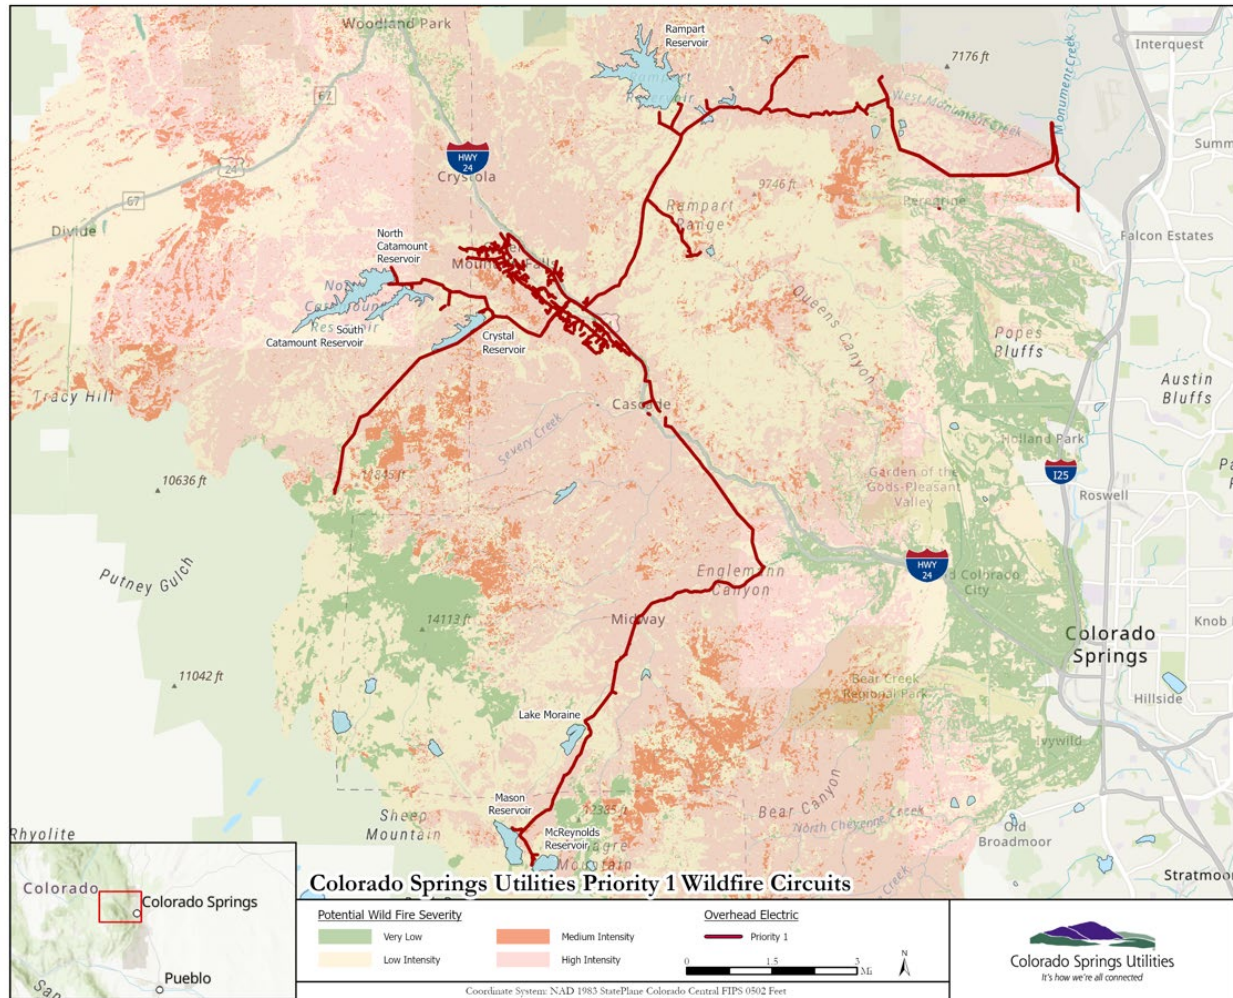 Woodland Park
Rampart
Reservoir
7176 ft
Interquest
Monument Creek
67
West Monument Creek
HWY
24
24
Crystola
9746 ft
67
Peregrine
Rampart
Range
Divide
North
Catamount
Reservoir
Falcon Estates
Queens Canyon
South
Catamount Reservoir
Crystal
Reservoir
Popes
Bluffs
Tracy Hill
Austin
Bluffs
Cascade
Severy Creek
Holland Park
I25
Garden of the
Gods-Pleasant
Valley
10636 ft
Roswell
Putney Gulch
Englemann
Canyon
HWY
24
City
14113 ft
Midway
Colorado
Springs
11042 ft
Bear Creek
Regional Park
Hillside
Lake Moraine
Ivywild
Bear Canyon
Mason
Reservoir
12385 ft
Sheep
Mountain
McReynolds
Reservoir
North Cheyenne Creek
Old
Broadmoor
Rhyolite
Mountain
Creek
Colorado Springs Utilities Priority 1 Wildfire Circuits
Colorado
Colorado Springs
Pueblo
Potential Wild Fire Severity
Very Low
Low Intensity
Medium Intensity
High Intensity
Overhead Electric
Priority 1
0 1.5 3
Mi
N
Colorado Springs Utilities
It's how we're all connected
Coordinate System: NAD 1983 StatePlane Colorado Central FIPS 0502 Feet